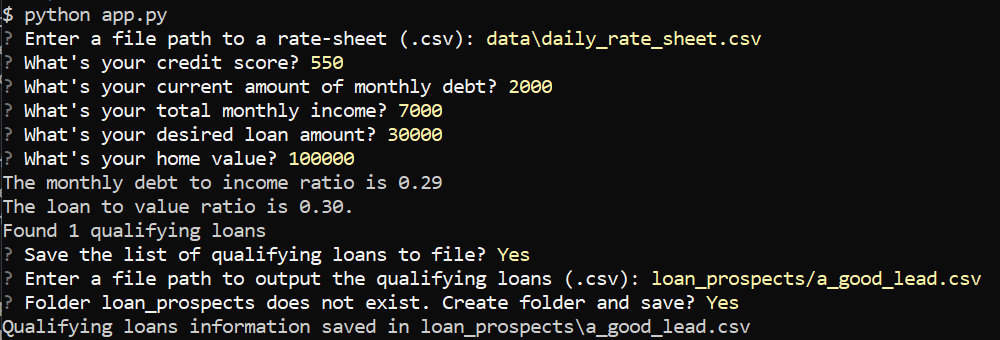 $ python app.py
? Enter a file path to a rate-sheet (.csv): data\daily_rate_sheet.csv
? What's your credit score? 550
? What's your current amount of monthly debt? 2000
? What's your total monthly income? 7000
? What's your desired loan amount? 30000
? What's your home value? 100000
The monthly debt to income ratio is 0.29
The loan to value ratio is 0.30.
Found 1 qualifying loans
? Save the list of qualifying loans to file? Yes
? Enter a file path to output the qualifying loans (.csv): loan_prospects/a_good_lead.csv
? Folder loan_prospects does not exist. Create folder and save? Yes
Qualifying loans information saved in loan_prospects\a_good_lead.csv